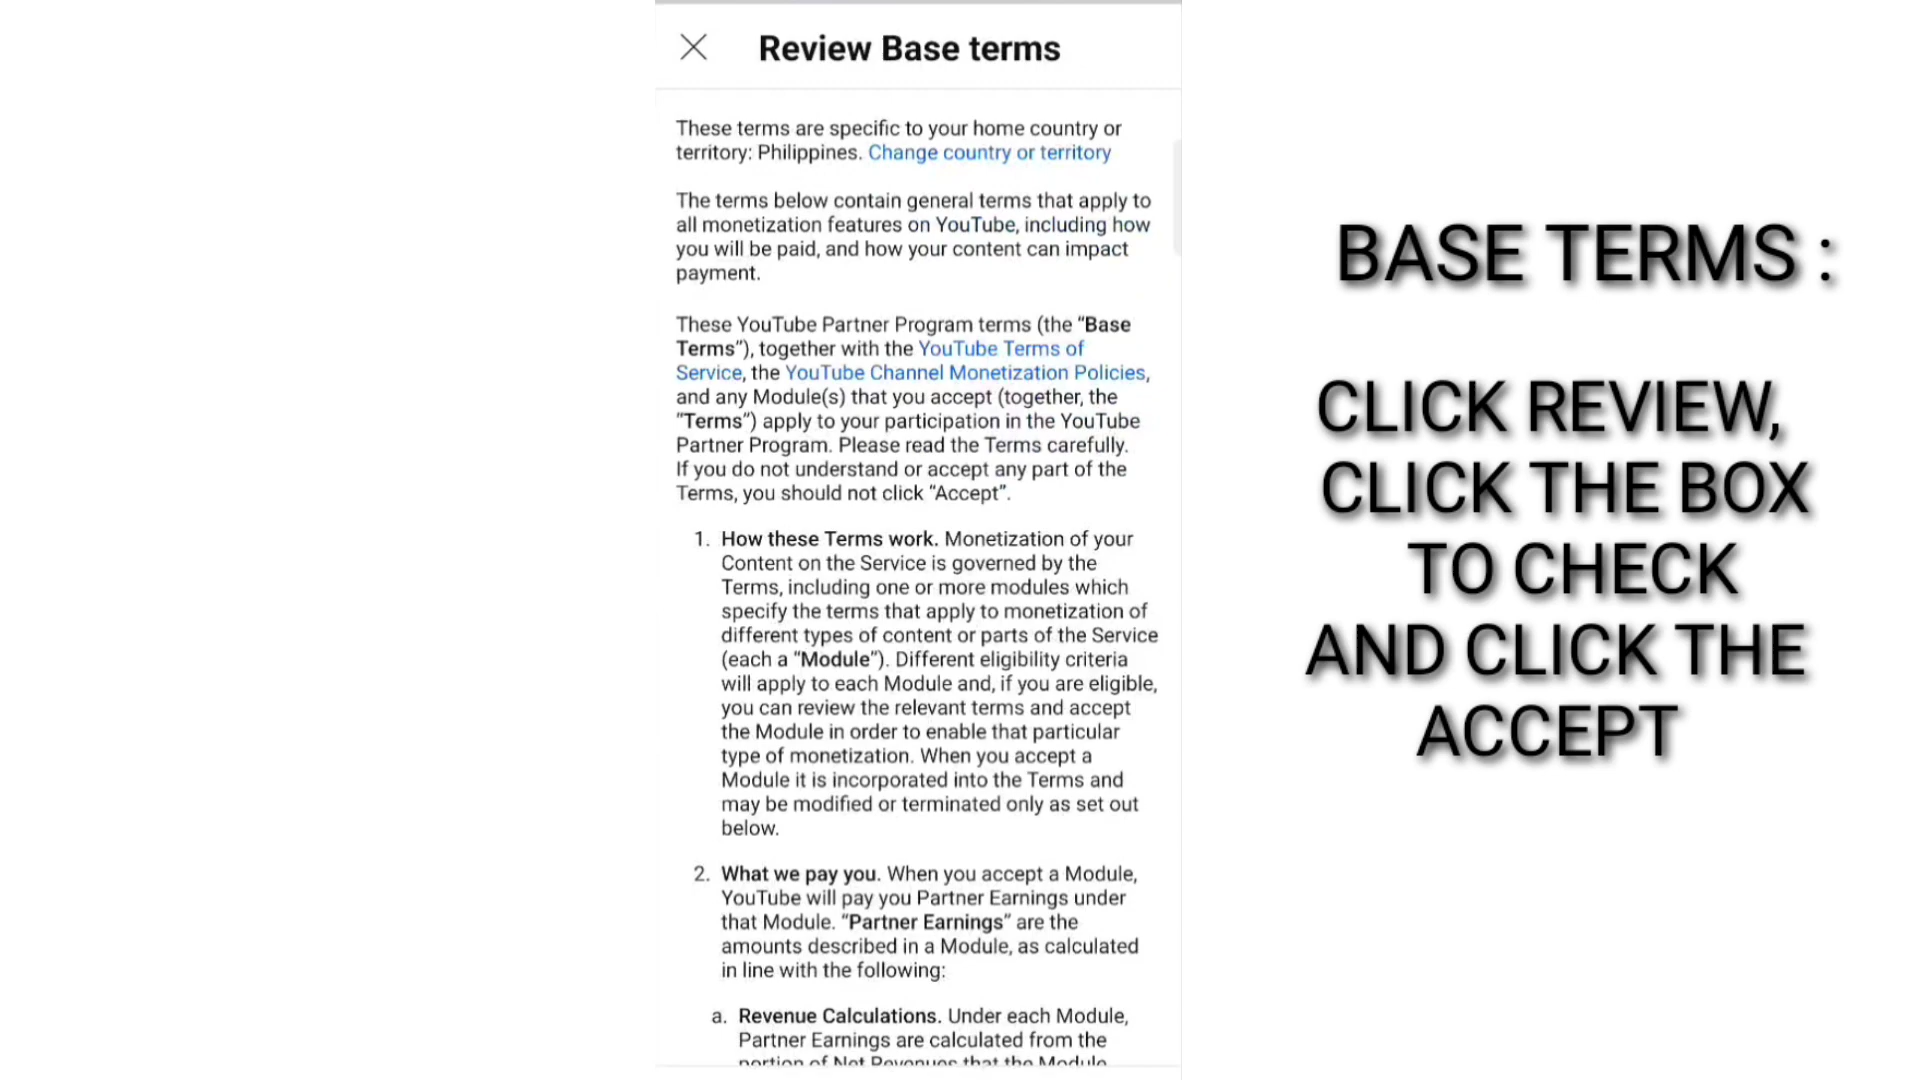 Review Base terms
These terms are specific to your home country or
territory: Philippines. Change country or territory
The terms below contain general terms that apply to
all monetization features on YouTube, including how
you will be paid, and how your content can impact
payment.
These YouTube Partner Program terms (the “Base
Terms”), together with the YouTube Terms of
Service, the YouTube Channel Monetization Policies,
and any Module(s) that you accept (together, the
“Terms”) apply to your participation in the YouTube
Partner Program. Please read the Terms carefully.
If you do not understand or accept any part of the
Terms, you should not click “Accept”.
1. How these Terms work. Monetization of your
Content on the Service is governed by the
Terms, including one or more modules which
specify the terms that apply to monetization of
different types of content or parts of the Service
(each a “Module”). Different eligibility criteria
will apply to each Module and, if you are eligible,
you can review the relevant terms and accept
the Module in order to enable that particular
type of monetization. When you accept a
Module it is incorporated into the Terms and
may be modified or terminated only as set out
below.
2. What we pay you. When you accept a Module,
YouTube will pay you Partner Earnings under
that Module. “Partner Earnings” are the
amounts described in a Module, as calculated
in line with the following:
a. Revenue Calculations. Under each Module,
Partner Earnings are calculated from the
portion of Net Revenues that the Module
BASE TERMS :
CLICK REVIEW,
CLICK THE BOX
TO CHECK
AND CLICK THE
ACCEPT